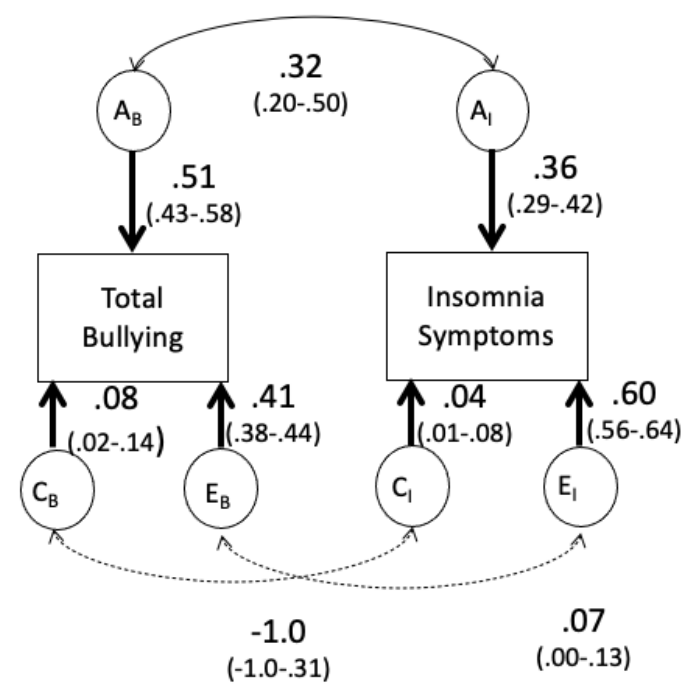 .32
(.20-.50)
A_B
A_I
.51
(.43-.58)
.36
(.29-.42)
Total
Bullying
Insomnia
Symptoms
.08
(.02-.14)
.41
(.38-.44)
.04
(.01-.08)
.60
(.56-.64)
C_B
E_B
C_I
E_I
-1.0
(-1.0-.31)
.07
(.00-.13)